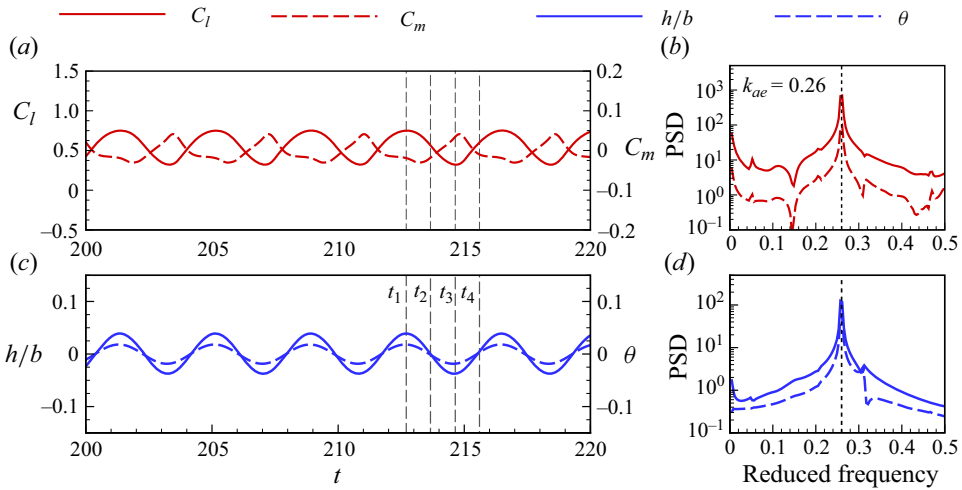 C_l C_m h/b θ
(a) (b)
1.5 0.2
C_l 1.0 0.1
0.5 0 C_m
0 –0.1
–0.5 –0.2
200 205 210 215 220
k_ae = 0.26
PSD
10^3
10^2
10^1
10^0
10^–1
0 0.1 0.2 0.3 0.4 0.5
(c) (d)
t_1 t_2 t_3 t_4
0.1 0.1
h/b 0 0 θ
–0.1 –0.1
200 205 210 215 220
t
PSD
10^2
10^1
10^0
10^–1
0 0.1 0.2 0.3 0.4 0.5
Reduced frequency